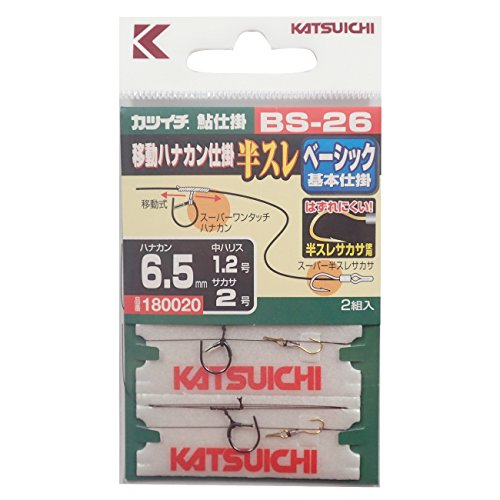 K
KATSUICHI
カツイチ 鮎仕掛 BS-26
移動ハナカン仕掛 半スレ
ベーシック
基本仕掛
移動式
スーパーワンタッチ
ハナカン
はずれにくい!
半スレサカサ使用
スーパー半スレサカサ
ハナカン
6.5mm
中ハリス
1.2号
サカサ
2号
品番 180020
2組入
KATSUICHI
KATSUICHI